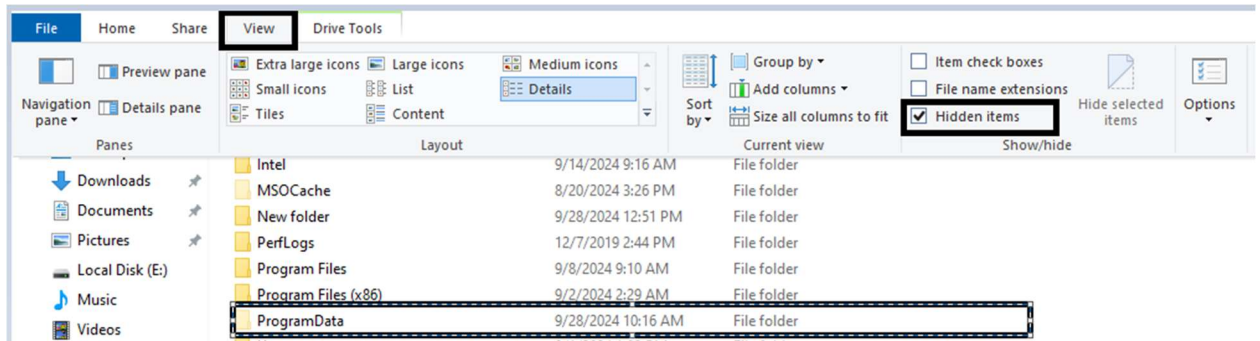 File Home Share View Drive Tools
Navigation pane
Preview pane
Details pane
Panes
Extra large icons Large icons Medium icons
Small icons List Details
Tiles Content
Layout
Sort by
Group by
Add columns
Size all columns to fit
Current view
Item check boxes
File name extensions
Hidden items
Hide selected items
Show/hide
Options
Downloads
Documents
Pictures
Local Disk (E:)
Music
Videos
Intel 9/14/2024 9:16 AM File folder
MSOCache 8/20/2024 3:26 PM File folder
New folder 9/28/2024 12:51 PM File folder
PerfLogs 12/7/2019 2:44 PM File folder
Program Files 9/8/2024 9:10 AM File folder
Program Files (x86) 9/2/2024 2:29 AM File folder
ProgramData 9/28/2024 10:16 AM File folder